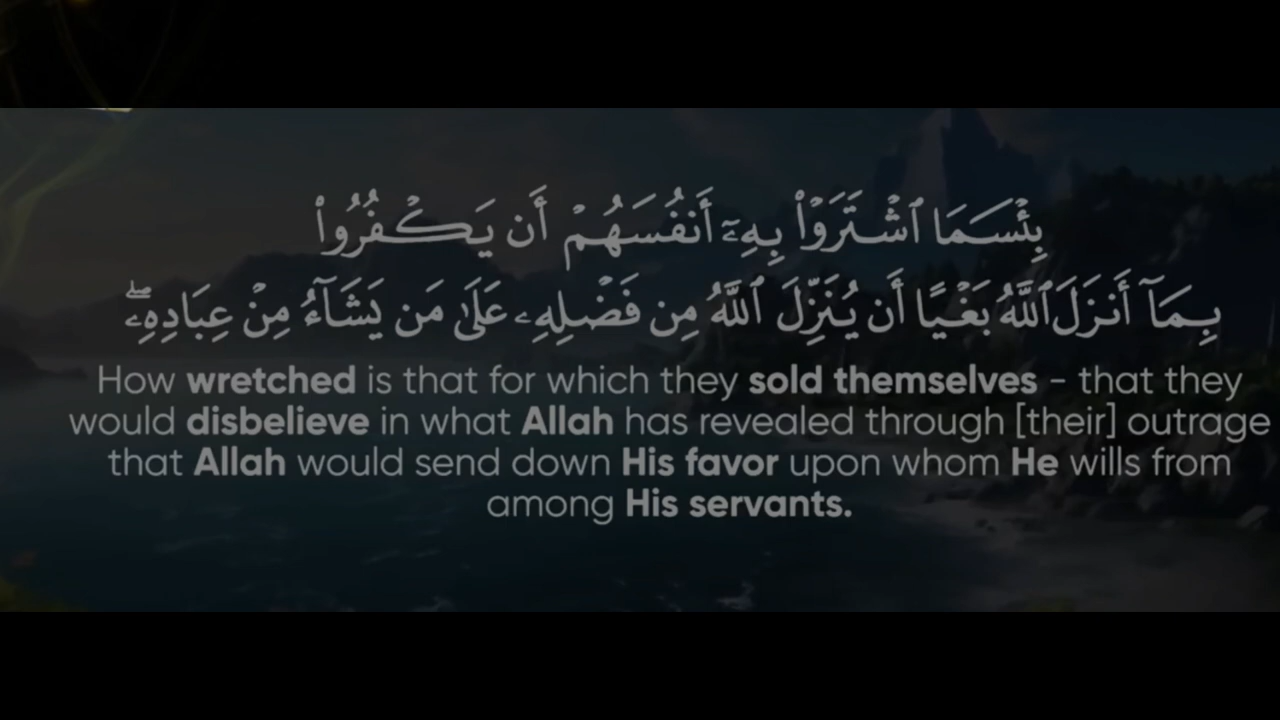 بِئْسَمَا ٱشْتَرَوْا۟ بِهِۦٓ أَنفُسَهُمْ أَن يَكْفُرُوا۟
بِمَآ أَنزَلَ ٱللَّهُ بَغْيًا أَن يُنَزِّلَ ٱللَّهُ مِن فَضْلِهِۦ عَلَىٰ مَن يَشَآءُ مِنْ عِبَادِهِۦۖ
How wretched is that for which they sold themselves - that they
would disbelieve in what Allah has revealed through [their] outrage
that Allah would send down His favor upon whom He wills from
among His servants.